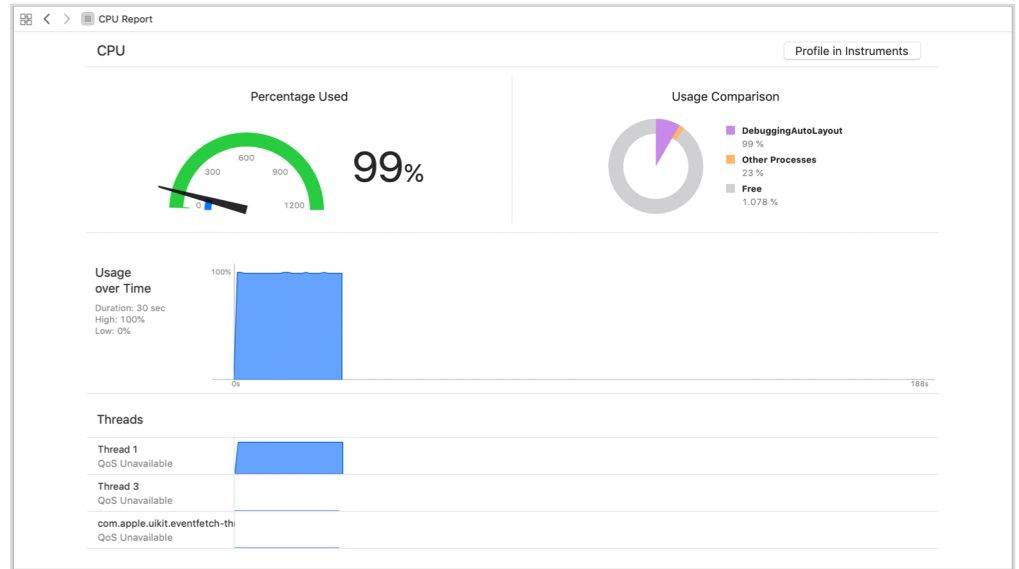 CPU Report
CPU
Profile in Instruments
Percentage Used
0
300
600
900
1200
99%
Usage Comparison
DebuggingAutoLayout
99 %
Other Processes
23 %
Free
1.078 %
Usage
over Time
Duration: 30 sec
High: 100%
Low: 0%
100%
0s
188s
Threads
Thread 1
QoS Unavailable
Thread 3
QoS Unavailable
com.apple.uikit.eventfetch-th
QoS Unavailable